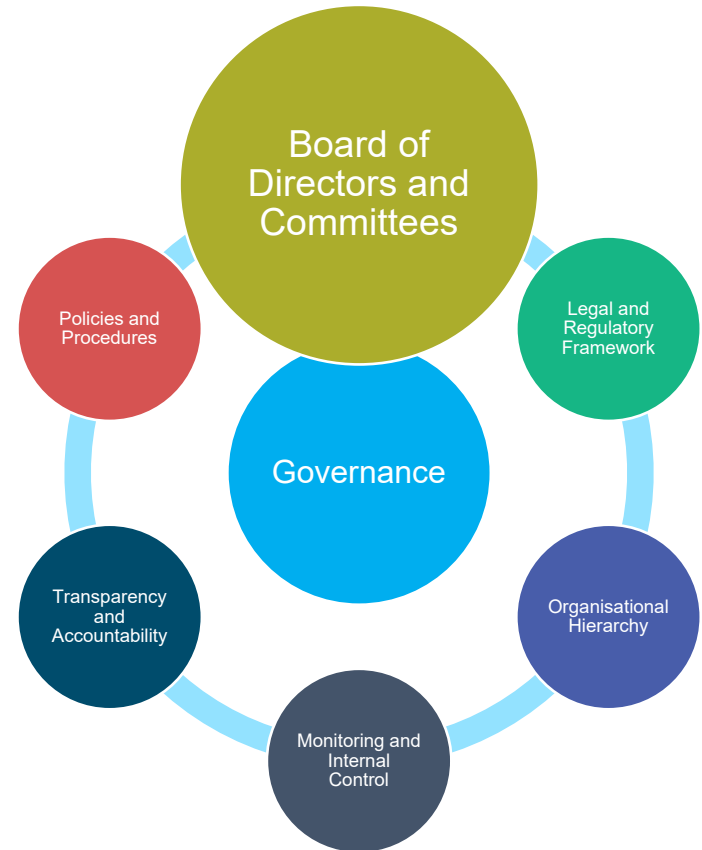 Board of
Directors and
Committees
Legal and
Regulatory
Framework
Organisational
Hierarchy
Monitoring and
Internal
Control
Transparency
and
Accountability
Policies and
Procedures
Governance